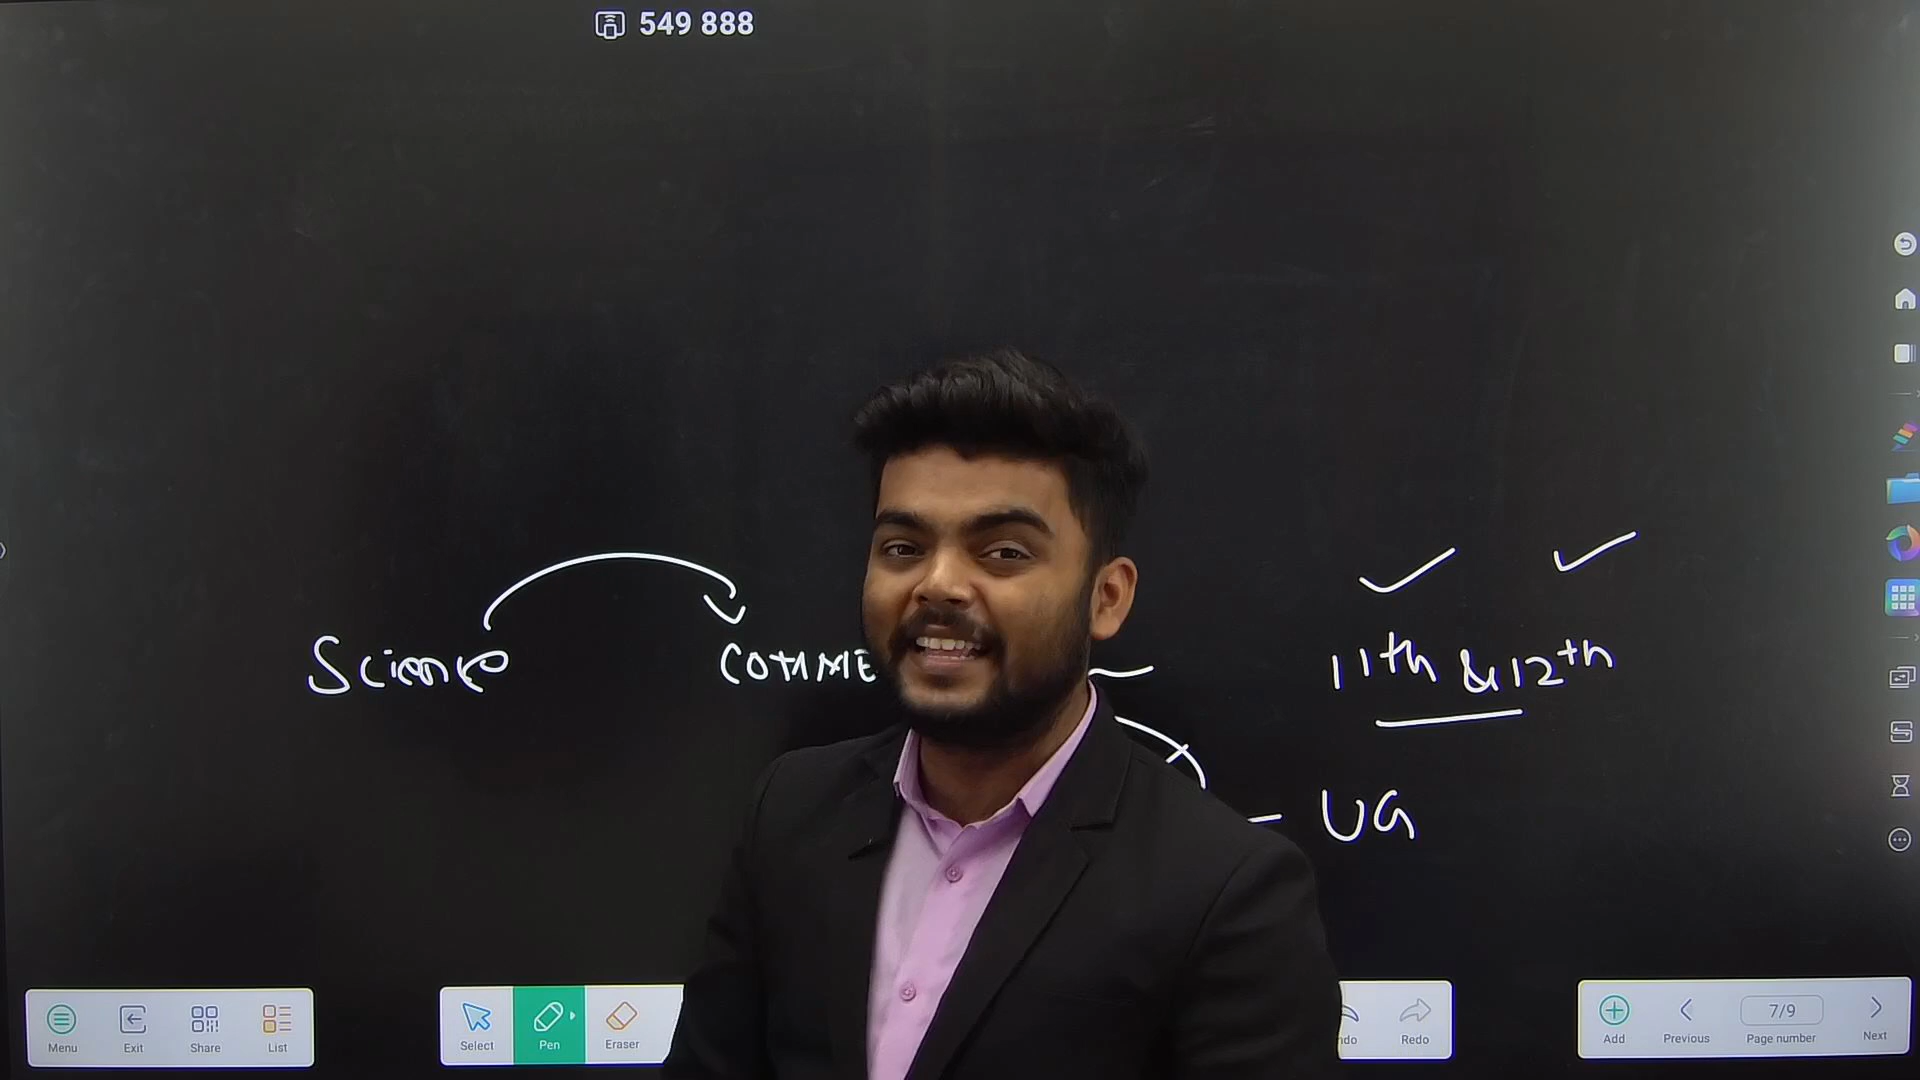 549 888
Science COMME
11th & 12th
UG
Menu Exit Share List Select Pen Eraser ndo Redo Add Previous 7/9 Page number Next